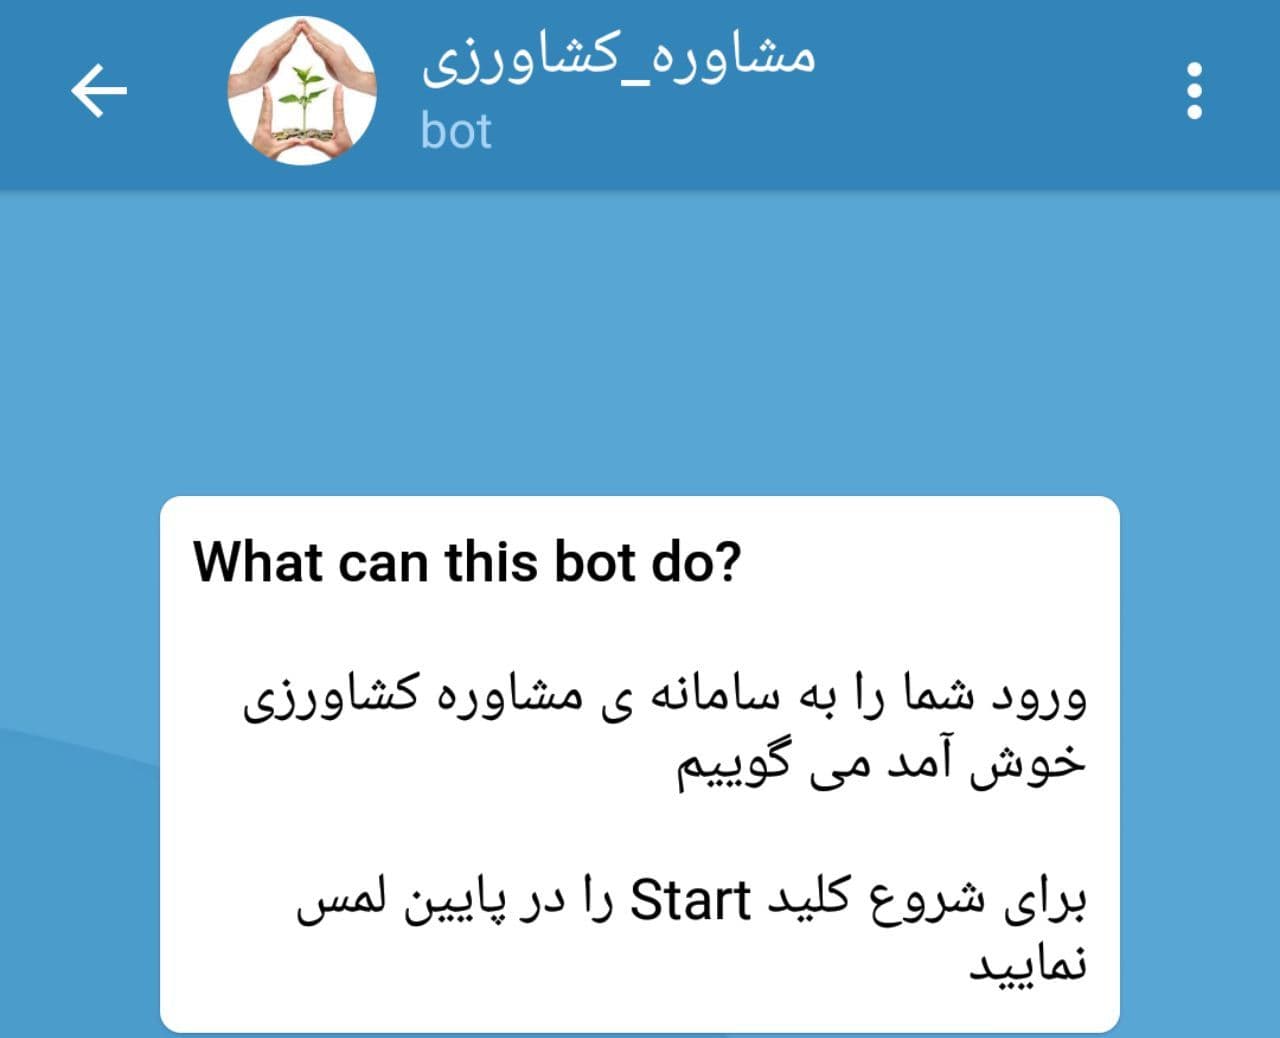 مشاوره_کشاورزی
bot
What can this bot do?
ورود شما را به سامانه ی مشاوره کشاورزی
خوش آمد می گوییم
برای شروع کلید Start را در پایین لمس
نمایید